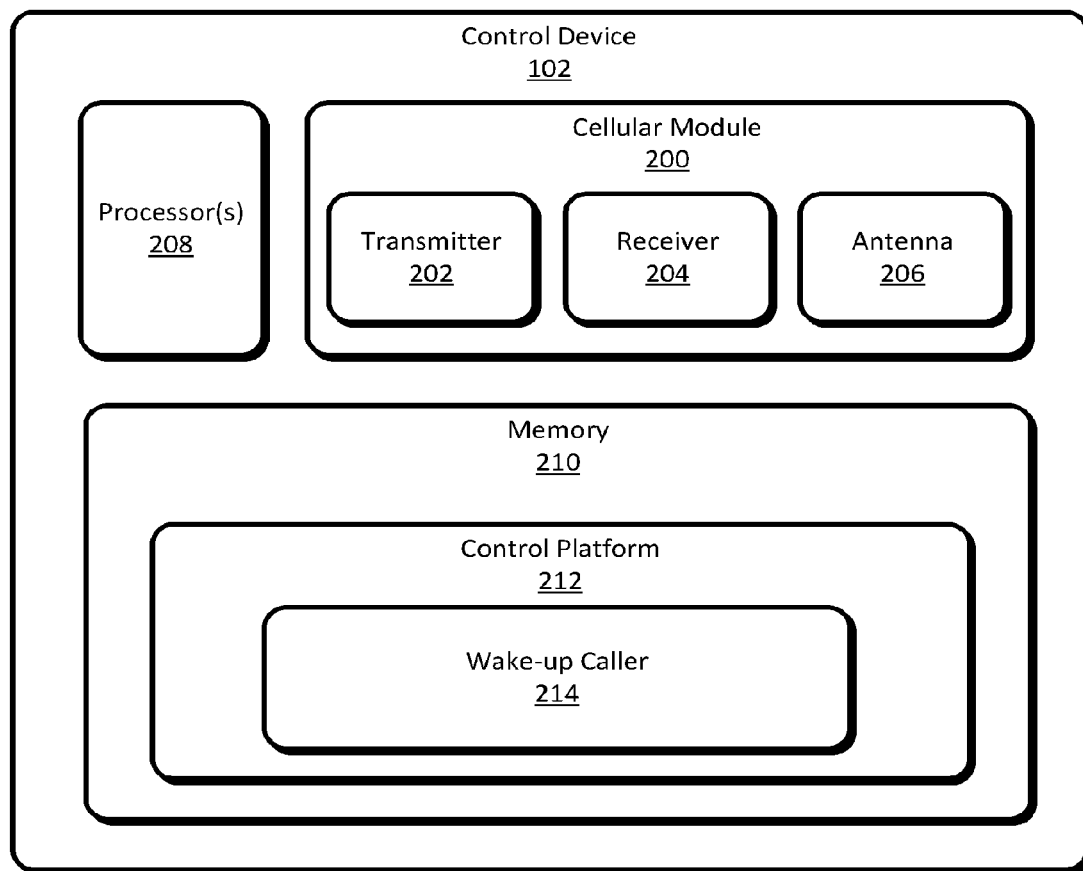 Control Device
102
Processor(s)
208
Cellular Module
200
Transmitter
202
Receiver
204
Antenna
206
Memory
210
Control Platform
212
Wake-up Caller
214